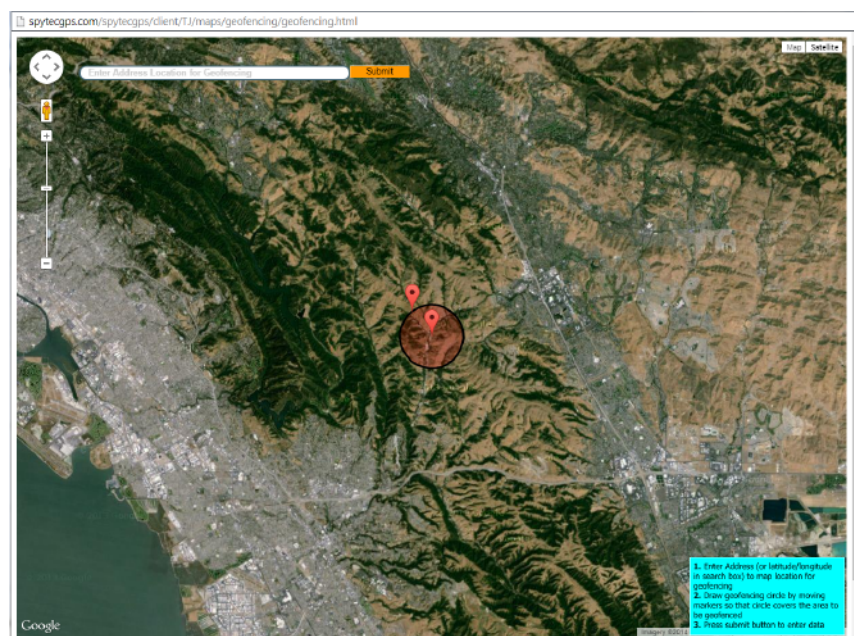 spytecgps.com/spytecgps/client/TJ/maps/geofencing/geofencing.html
Map Satellite
Enter Address Location for Geofencing Submit
1. Enter Address (or latitude/longitude
in search box) to map location for
geofencing
2. Draw geofencing circle by moving
markers so that circle covers the area to
be geofenced
3. Press submit button to enter data
Google
Imagery ©2014